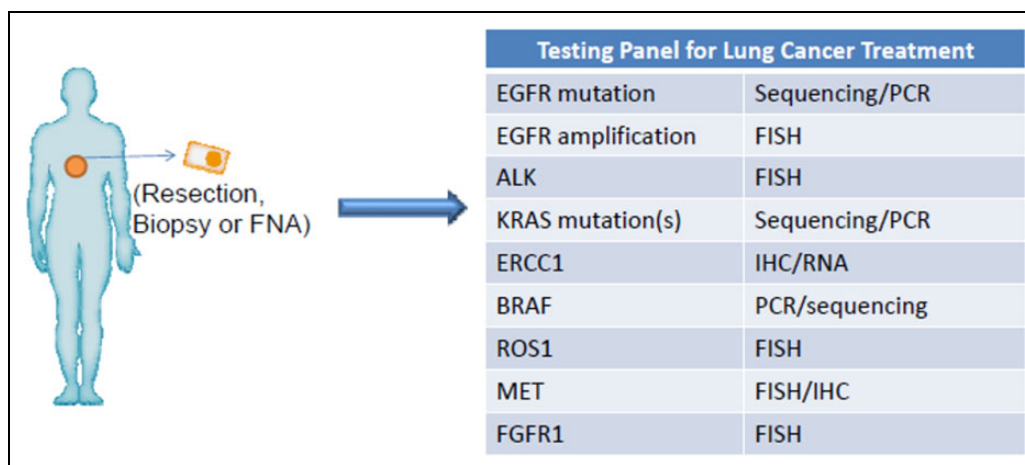 (Resection,
Biopsy or FNA)
Testing Panel for Lung Cancer Treatment
EGFR mutation Sequencing/PCR
EGFR amplification FISH
ALK FISH
KRAS mutation(s) Sequencing/PCR
ERCC1 IHC/RNA
BRAF PCR/sequencing
ROS1 FISH
MET FISH/IHC
FGFR1 FISH